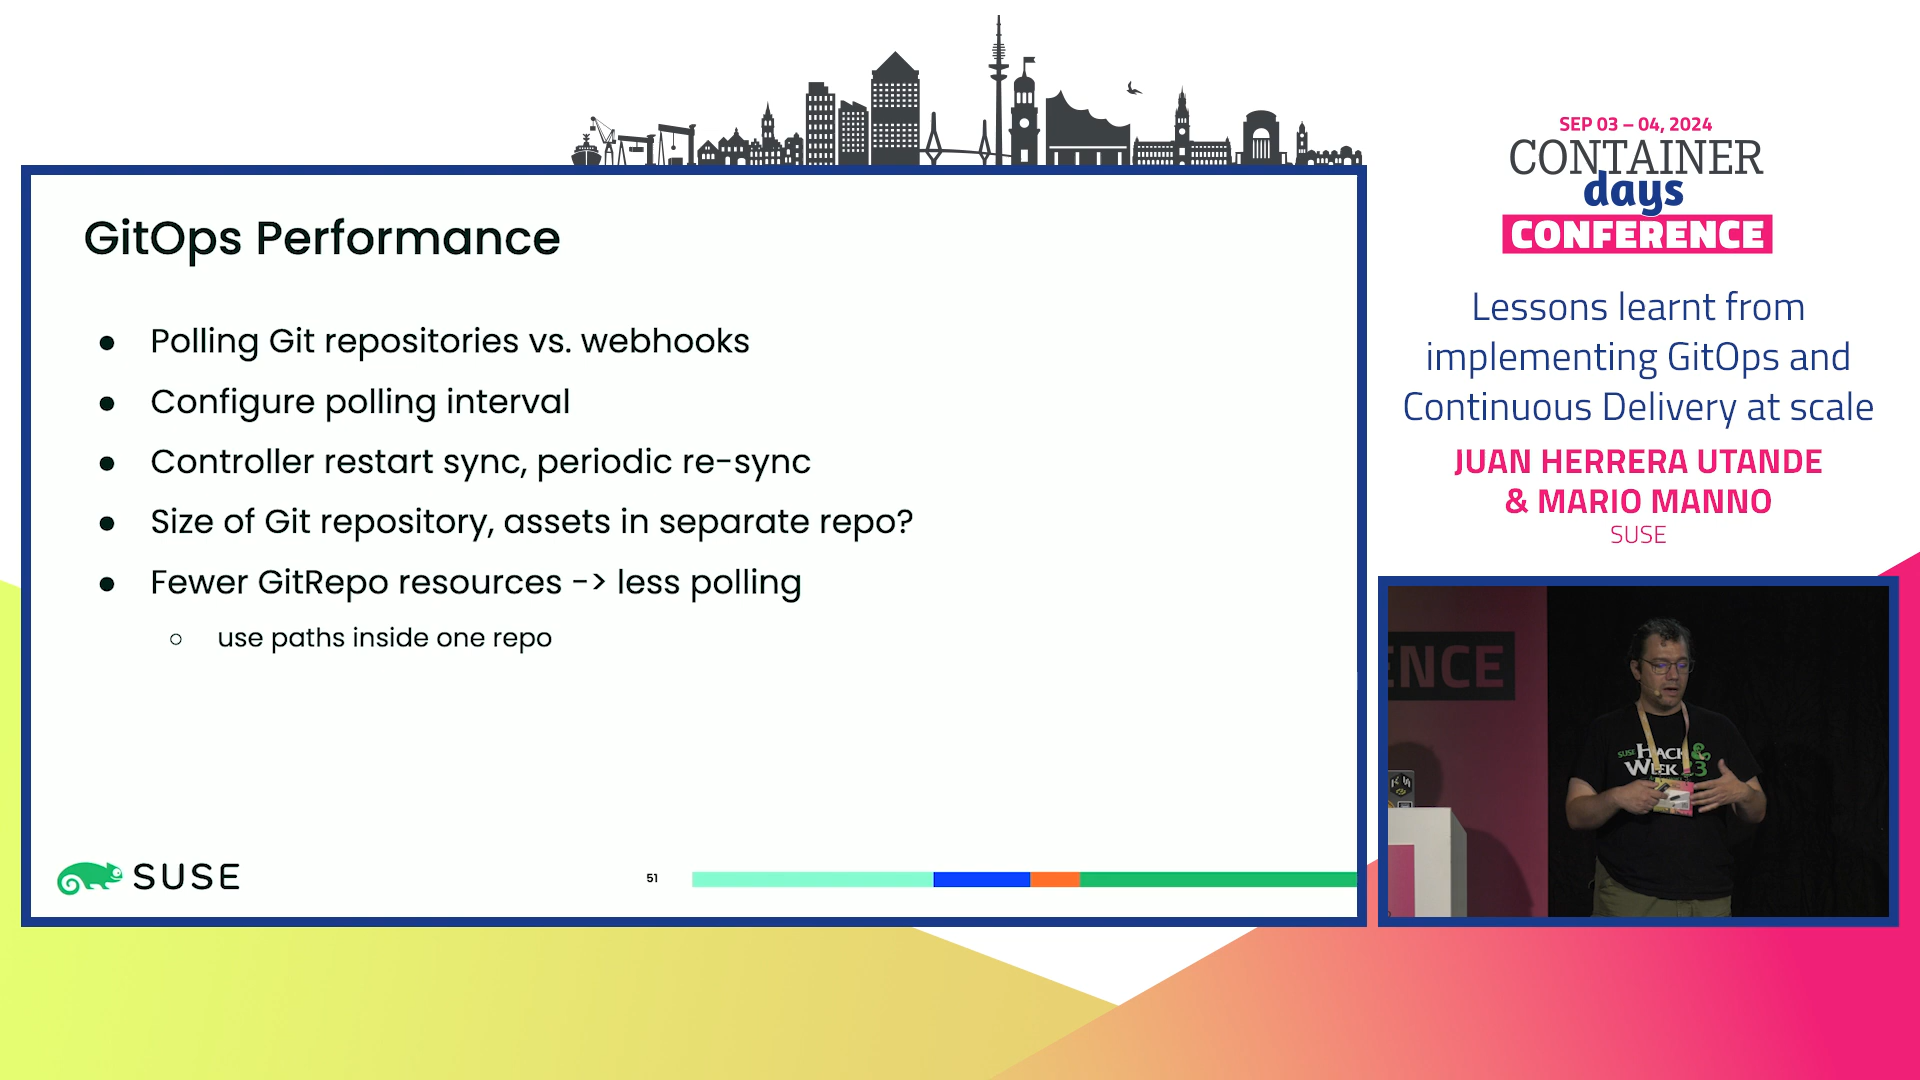 SEP 03 – 04, 2024
CONTAINER
days
CONFERENCE
GitOps Performance
● Polling Git repositories vs. webhooks
● Configure polling interval
● Controller restart sync, periodic re-sync
● Size of Git repository, assets in separate repo?
● Fewer GitRepo resources -> less polling
○ use paths inside one repo
SUSE
51
Lessons learnt from
implementing GitOps and
Continuous Delivery at scale
JUAN HERRERA UTANDE
& MARIO MANNO
SUSE
ENCE
SUSE HACK
WEEK 23